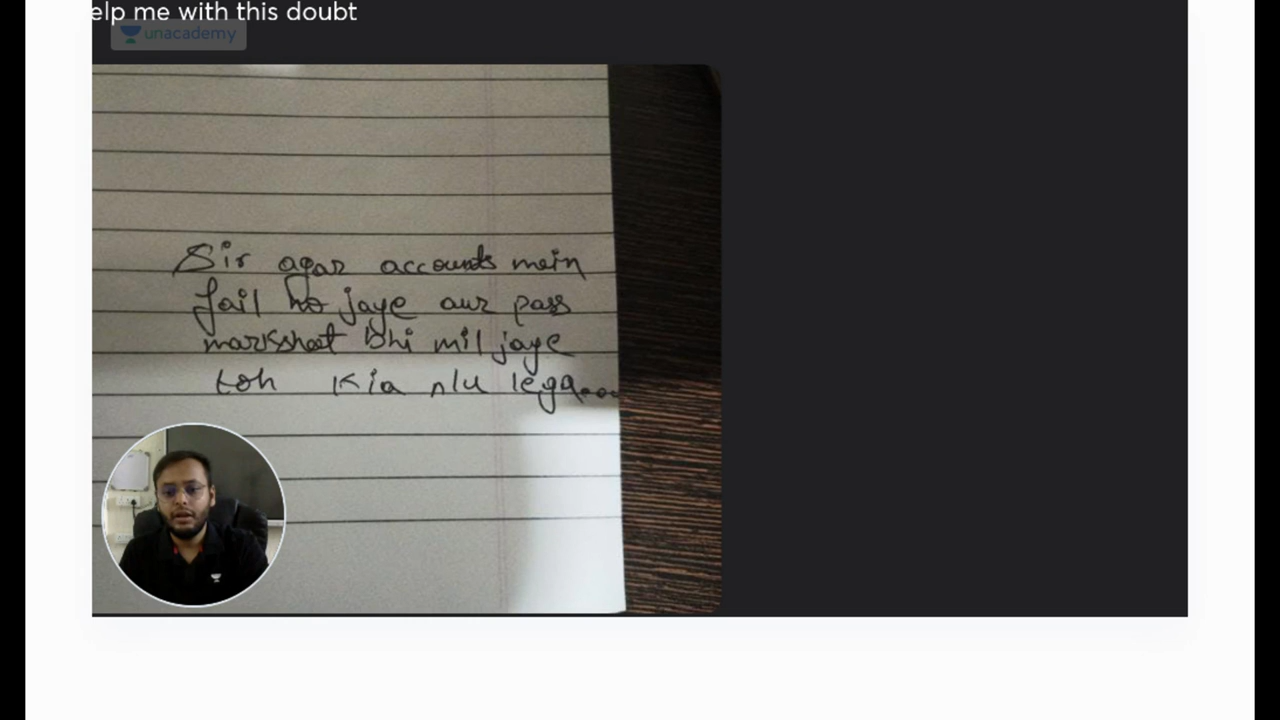 elp me with this doubt
unacademy
Sir agar accounts mein
fail ho jaye aur pass
marksheet bhi mil jaye
toh kia nlu lega...